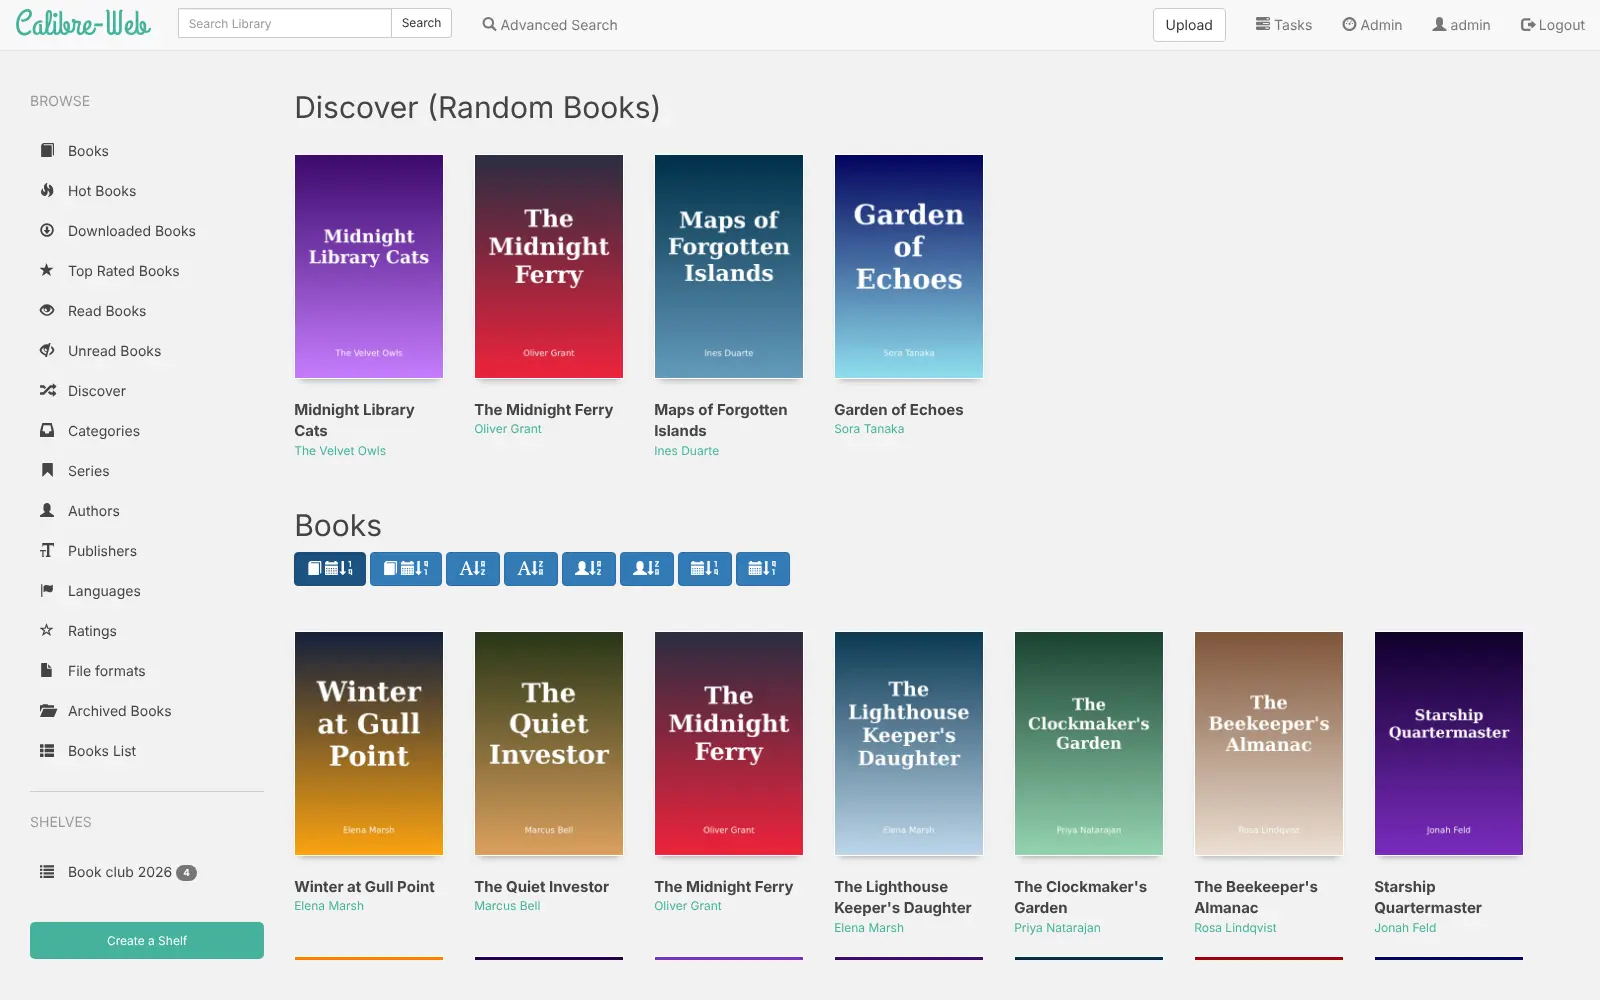 Calibre-Web
Search Library
Search
Advanced Search
Upload
Tasks
Admin
admin
Logout
BROWSE
Books
Hot Books
Downloaded Books
Top Rated Books
Read Books
Unread Books
Discover
Categories
Series
Authors
Publishers
Languages
Ratings
File formats
Archived Books
Books List
SHELVES
Book club 2026 4
Create a Shelf
Discover (Random Books)
Midnight
Library Cats
The Velvet Owls
Midnight Library
Cats
The Velvet Owls
The
Midnight
Ferry
Oliver Grant
The Midnight Ferry
Oliver Grant
Maps of
Forgotten
Islands
Ines Duarte
Maps of Forgotten
Islands
Ines Duarte
Garden
of
Echoes
Sora Tanaka
Garden of Echoes
Sora Tanaka
Books
Winter
at Gull
Point
Elena Marsh
Winter at Gull Point
Elena Marsh
The
Quiet
Investor
Marcus Bell
The Quiet Investor
Marcus Bell
The
Midnight
Ferry
Oliver Grant
The Midnight Ferry
Oliver Grant
The
Lighthouse
Keeper's
Daughter
Elena Marsh
The Lighthouse
Keeper's Daughter
Elena Marsh
The
Clockmaker's
Garden
Priya Natarajan
The Clockmaker's
Garden
Priya Natarajan
The
Beekeeper's
Almanac
Rosa Lindqvist
The Beekeeper's
Almanac
Rosa Lindqvist
Starship
Quartermaster
Jonah Feld
Starship
Quartermaster
Jonah Feld